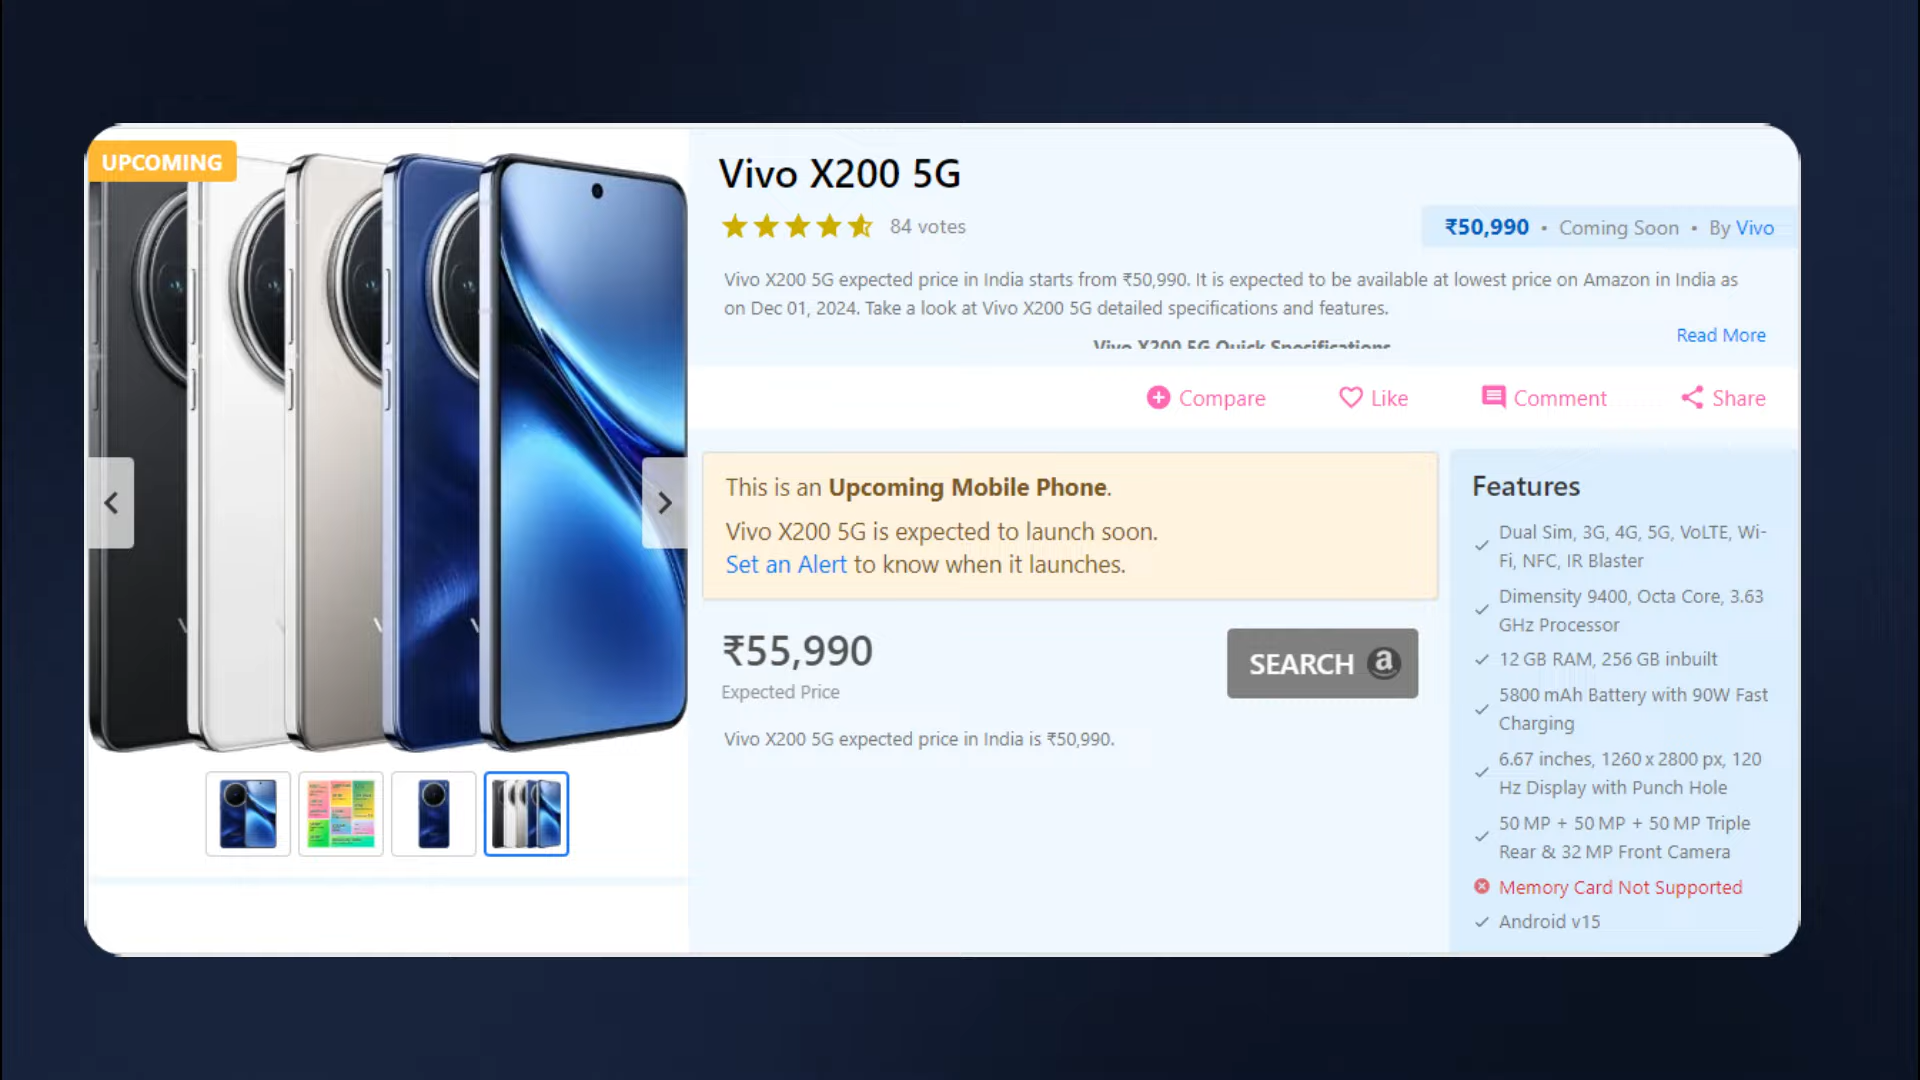 UPCOMING
Vivo X200 5G
84 votes
₹50,990 • Coming Soon • By Vivo
Vivo X200 5G expected price in India starts from ₹50,990. It is expected to be available at lowest price on Amazon in India as
on Dec 01, 2024. Take a look at Vivo X200 5G detailed specifications and features.
Vivo X200 5G Quick Specifications
Read More
Compare
Like
Comment
Share
This is an Upcoming Mobile Phone.
Vivo X200 5G is expected to launch soon.
Set an Alert to know when it launches.
₹55,990
Expected Price
SEARCH
Vivo X200 5G expected price in India is ₹50,990.
Features
Dual Sim, 3G, 4G, 5G, VoLTE, Wi-
Fi, NFC, IR Blaster
Dimensity 9400, Octa Core, 3.63
GHz Processor
12 GB RAM, 256 GB inbuilt
5800 mAh Battery with 90W Fast
Charging
6.67 inches, 1260 x 2800 px, 120
Hz Display with Punch Hole
50 MP + 50 MP + 50 MP Triple
Rear & 32 MP Front Camera
Memory Card Not Supported
Android v15